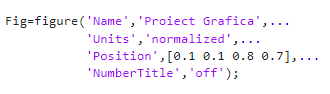 Fig=figure('Name','Proiect Grafica',...
'Units','normalized',...
'Position',[0.1 0.1 0.8 0.7],...
'NumberTitle','off');